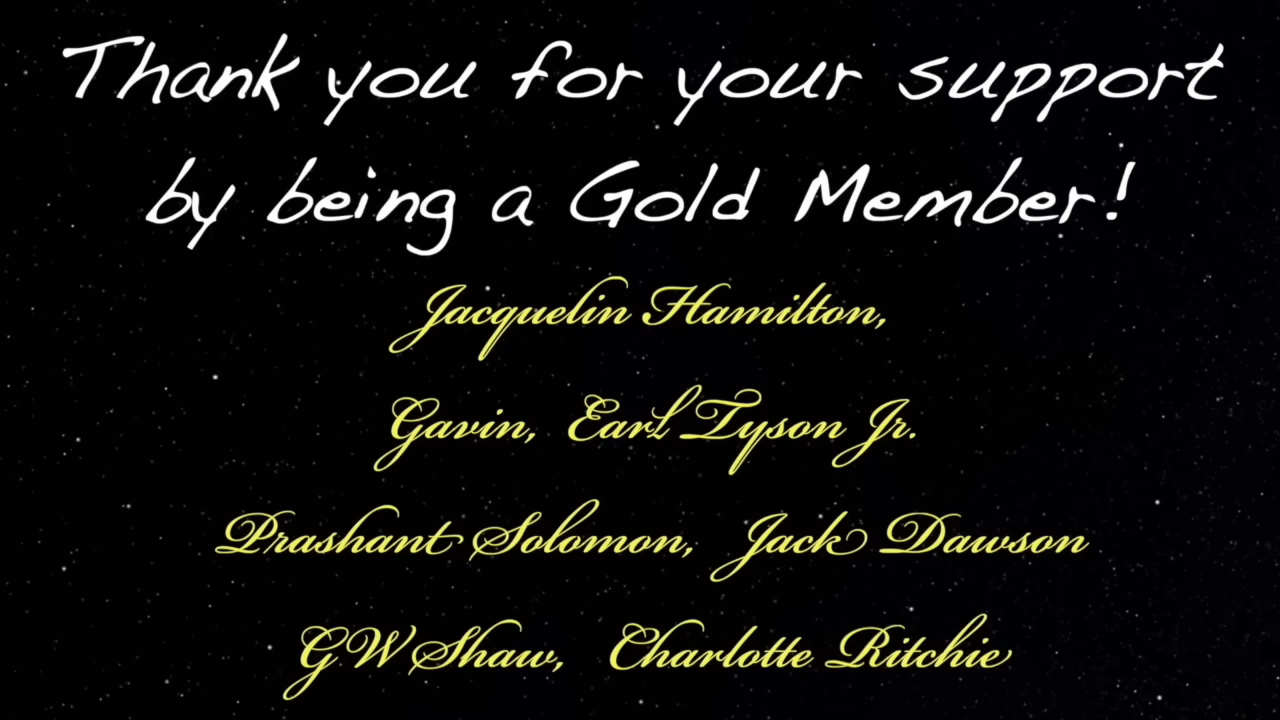 Thank you for your support
by being a Gold Member!
Jacquelin Hamilton,
Gavin, Earl Tyson Jr.
Prashant Solomon, Jack Dawson
GW Shaw, Charlotte Ritchie